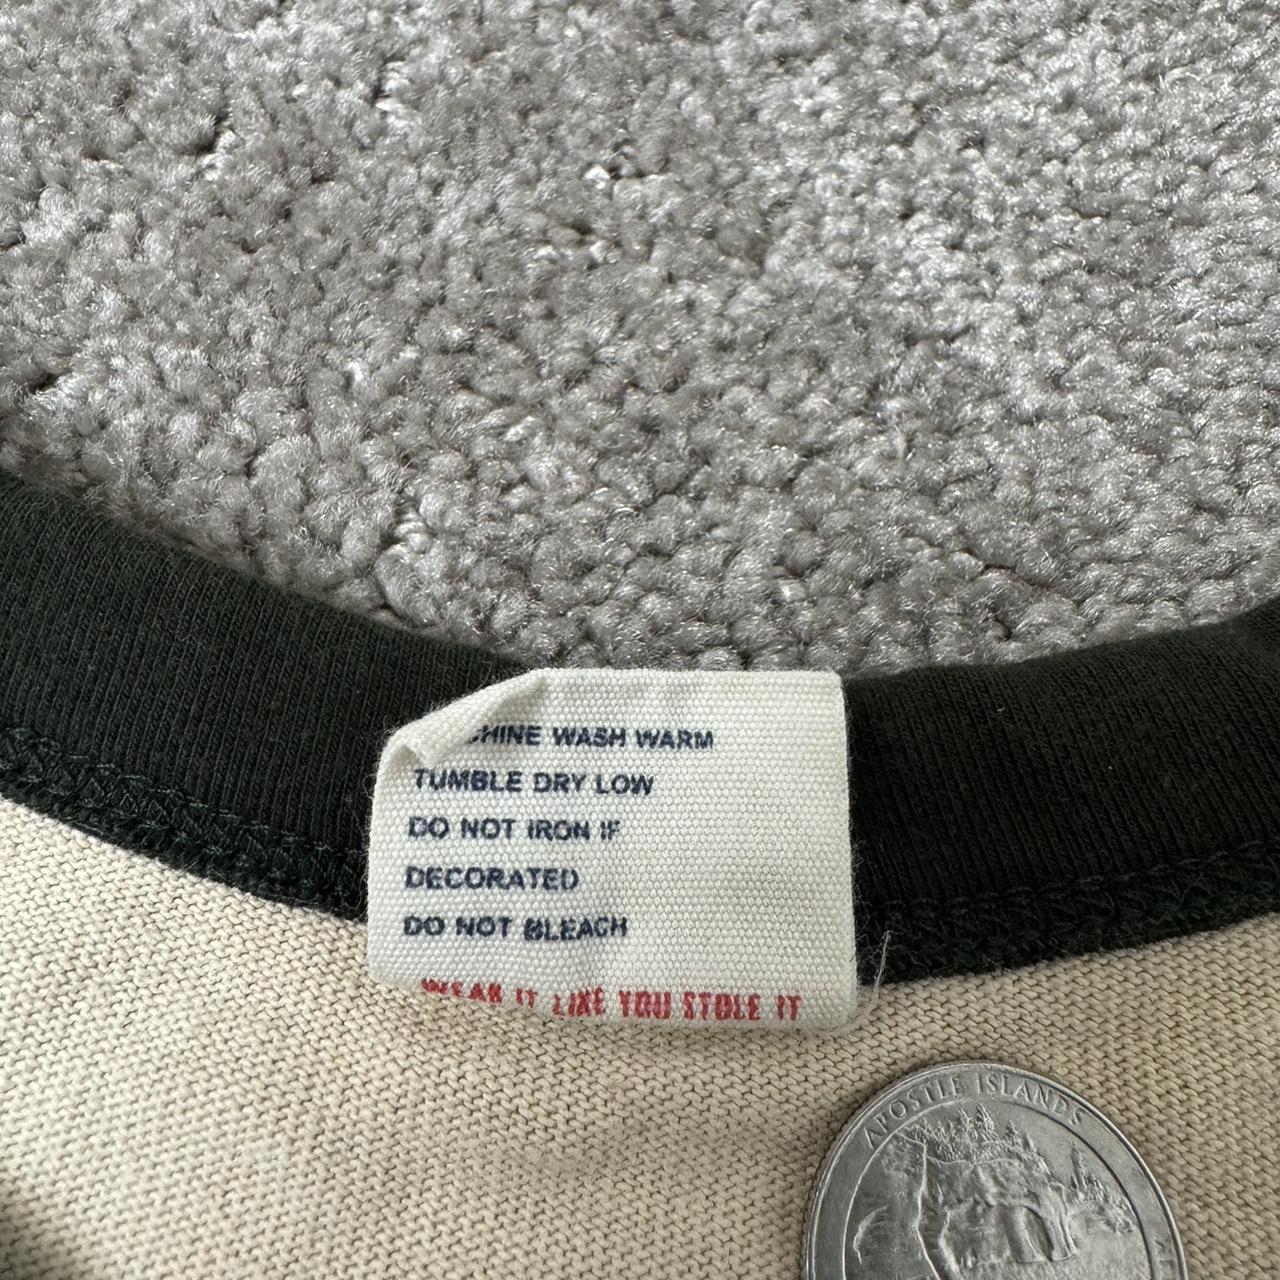 CHINE WASH WARM
TUMBLE DRY LOW
DO NOT IRON IF
DECORATED
DO NOT BLEACH
WEAR IT LIKE YOU STOLE IT
APOSTLE ISLANDS